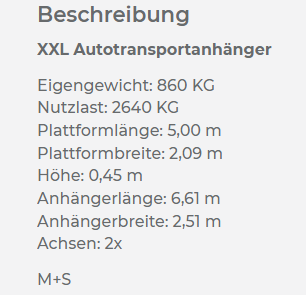 Beschreibung
XXL Autotransportanhänger
Eigengewicht: 860 KG
Nutzlast: 2640 KG
Plattformlänge: 5,00 m
Plattformbreite: 2,09 m
Höhe: 0,45 m
Anhängerlänge: 6,61 m
Anhängerbreite: 2,51 m
Achsen: 2x
M+S